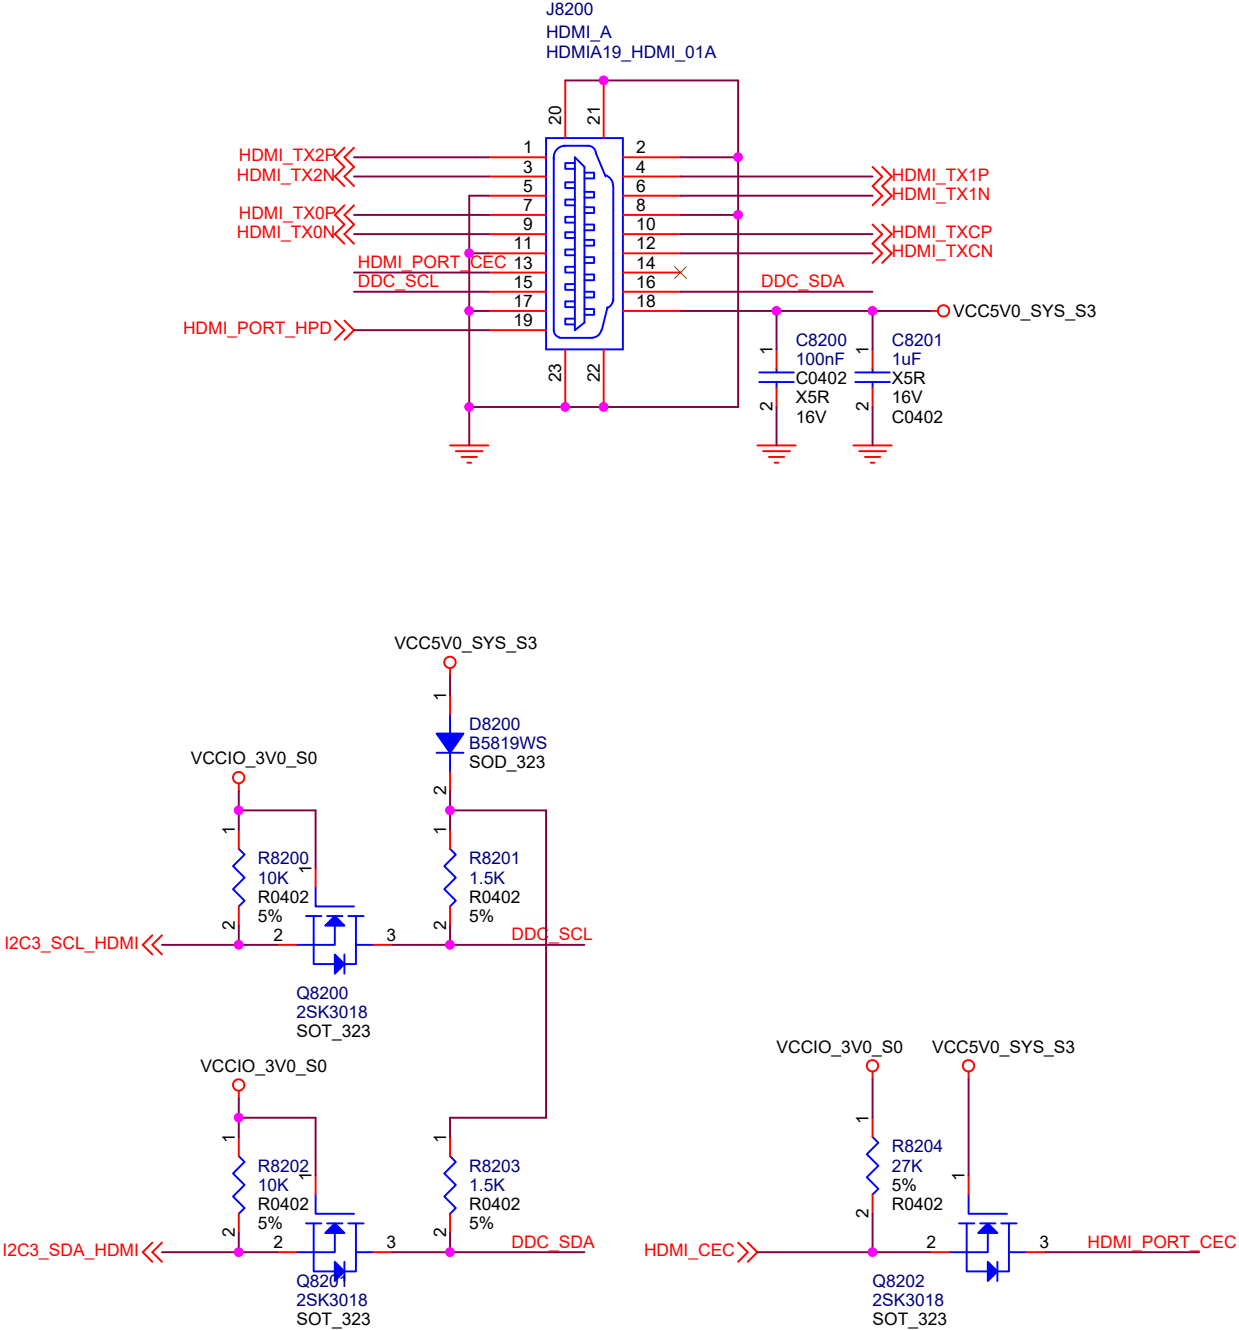 J8200
HDMI_A
HDMIA19_HDMI_01A
20
21
HDMI_TX2P 1 2
HDMI_TX2N 3 4 HDMI_TX1P
5 6 HDMI_TX1N
HDMI_TX0P 7 8
HDMI_TX0N 9 10 HDMI_TXCP
11 12 HDMI_TXCN
HDMI_PORT_CEC 13 14
DDC_SCL 15 16 DDC_SDA
17 18 VCC5V0_SYS_S3
HDMI_PORT_HPD 19
23
22
1
2
C8200
100nF
C0402
X5R
16V
1
2
C8201
1uF
X5R
16V
C0402
VCC5V0_SYS_S3
1
D8200
B5819WS
SOD_323
2
VCCIO_3V0_S0
1
R8200
10K
R0402
5%
2
1
1
R8201
1.5K
R0402
5%
2
I2C3_SCL_HDMI 2 3 DDC_SCL
Q8200
2SK3018
SOT_323
VCCIO_3V0_S0
1
R8202
10K
R0402
5%
2
1
1
R8203
1.5K
R0402
5%
2
I2C3_SDA_HDMI 2 3 DDC_SDA
Q8201
2SK3018
SOT_323
VCCIO_3V0_S0
VCC5V0_SYS_S3
1
R8204
27K
5%
R0402
2
1
HDMI_CEC 2 3 HDMI_PORT_CEC
Q8202
2SK3018
SOT_323